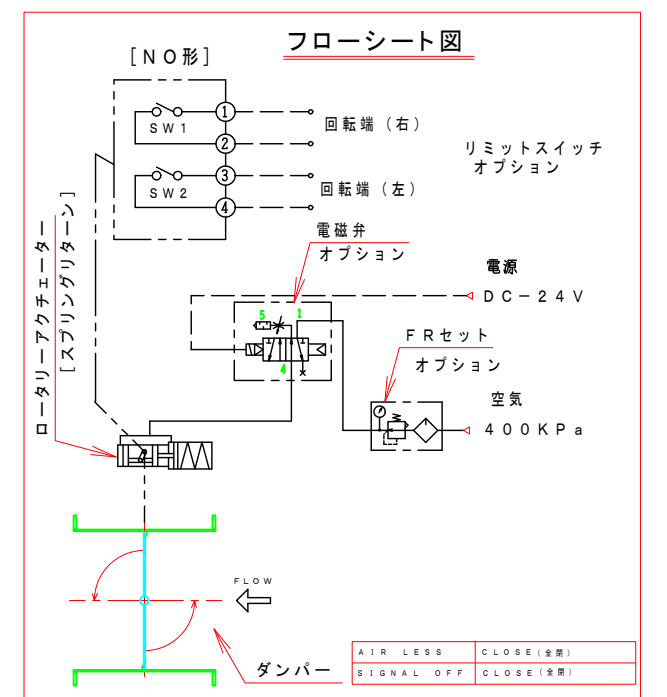 フローシート図
[NO形]
① SW1
②
回転端(右)
③ SW2
④
回転端(左)
リミットスイッチ
オプション
電磁弁
オプション
電源
DC-24V
5 1
4
FRセット
オプション
空気
400KPa
ロータリーアクチェーター
[スプリングリターン]
FLOW
ダンパー
AIR LESS CLOSE(全閉)
SIGNAL OFF CLOSE(全閉)